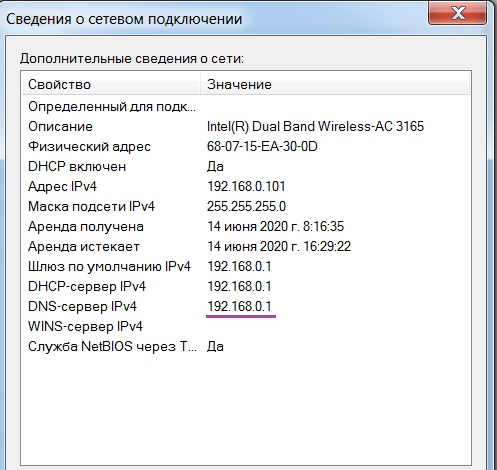 Сведения о сетевом подключении
Дополнительные сведения о сети:
Свойство Значение
Определенный для подк...
Описание Intel(R) Dual Band Wireless-AC 3165
Физический адрес 68-07-15-EA-30-0D
DHCP включен Да
Адрес IPv4 192.168.0.101
Маска подсети IPv4 255.255.255.0
Аренда получена 14 июня 2020 г. 8:16:35
Аренда истекает 14 июня 2020 г. 16:29:22
Шлюз по умолчанию IPv4 192.168.0.1
DHCP-сервер IPv4 192.168.0.1
DNS-сервер IPv4 192.168.0.1
WINS-сервер IPv4
Служба NetBIOS через T... Да